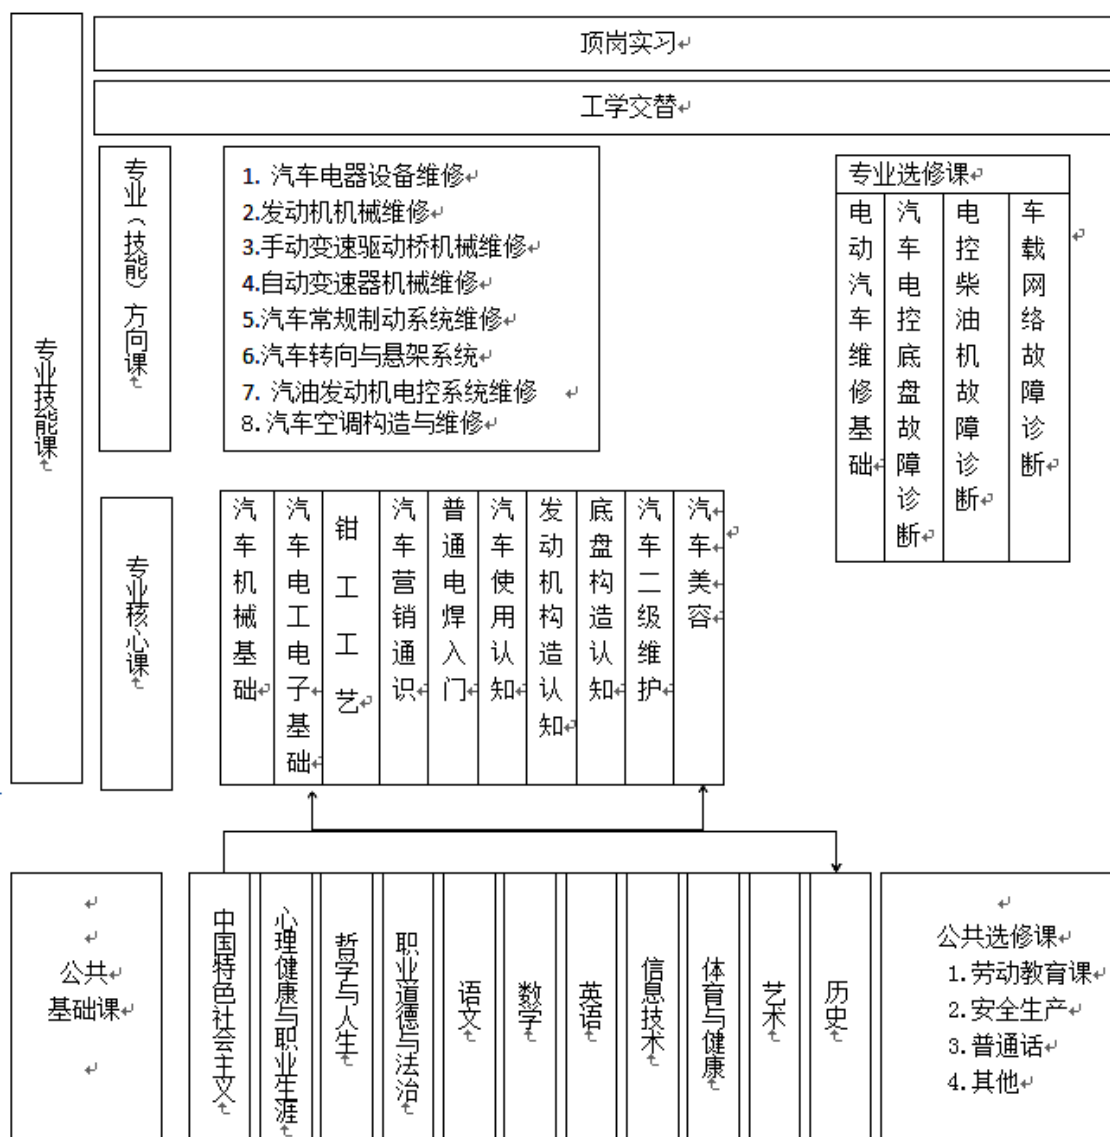 顶岗实习
工学交替
专业技能课
专业（技能）方向课
1. 汽车电器设备维修
2.发动机机械维修
3.手动变速驱动桥机械维修
4.自动变速器机械维修
5.汽车常规制动系统维修
6.汽车转向与悬架系统
7. 汽油发动机电控系统维修
8.汽车空调构造与维修
专业选修课
电动汽车维修基础
汽车电控底盘故障诊断
电控柴油机故障诊断
车载网络故障诊断
专业核心课
汽车机械基础
汽车电工电子基础
钳工工艺
汽车营销通识
普通电焊入门
汽车使用认知
发动机构造认知
底盘构造认知
汽车二级维护
汽车美容
公共
基础课
中国特色社会主义
心理健康与职业生涯
哲学与人生
职业道德与法治
语文
数学
英语
信息技术
体育与健康
艺术
历史
公共选修课
1.劳动教育课
2.安全生产
3.普通话
4.其他